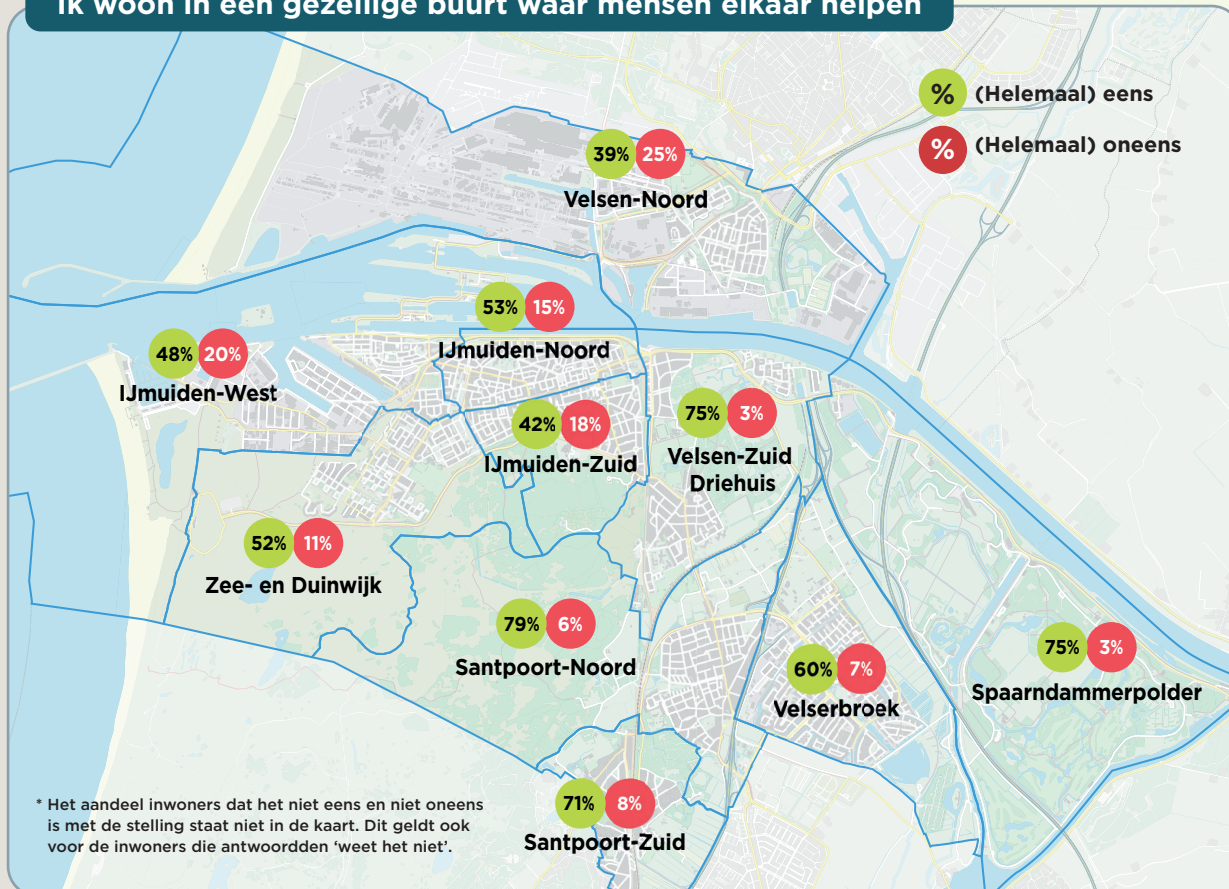 Ik woon in een gezellige buurt waar mensen elkaar helpen
% (Helemaal) eens
% (Helemaal) oneens
39% 25%
Velsen-Noord
53% 15%
IJmuiden-Noord
48% 20%
IJmuiden-West
42% 18%
IJmuiden-Zuid
75% 3%
Velsen-Zuid
Driehuis
52% 11%
Zee- en Duinwijk
79% 6%
Santpoort-Noord
60% 7%
Velserbroek
75% 3%
Spaarndammerpolder
71% 8%
Santpoort-Zuid
* Het aandeel inwoners dat het niet eens en niet oneens
is met de stelling staat niet in de kaart. Dit geldt ook
voor de inwoners die antwoordden ‘weet het niet’.